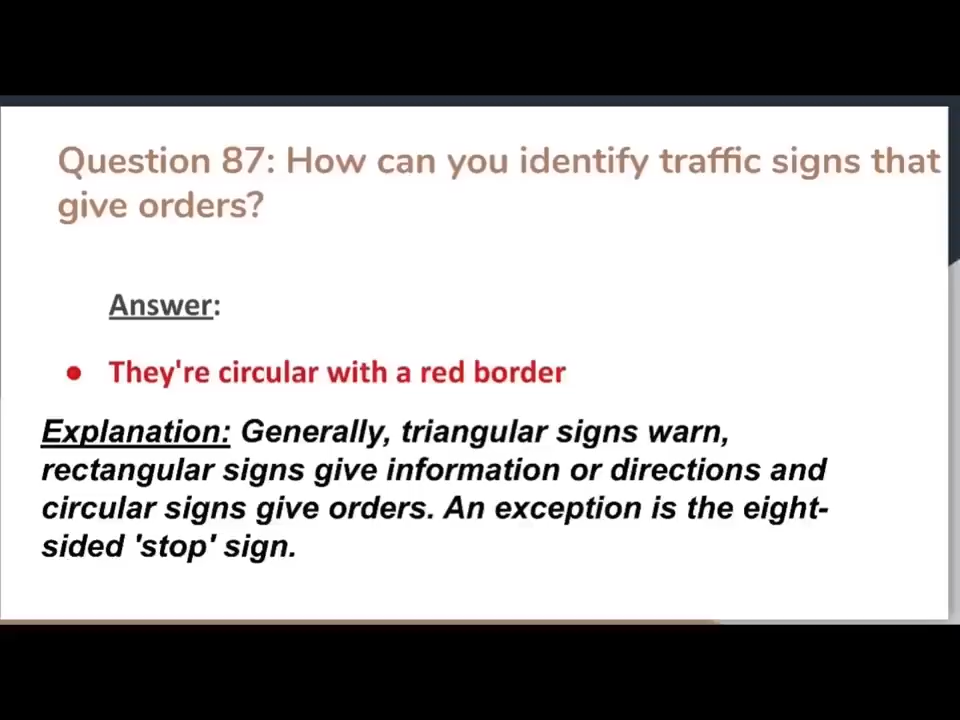 Question 87: How can you identify traffic signs that
give orders?
Answer:
● They're circular with a red border
Explanation: Generally, triangular signs warn,
rectangular signs give information or directions and
circular signs give orders. An exception is the eight-
sided 'stop' sign.